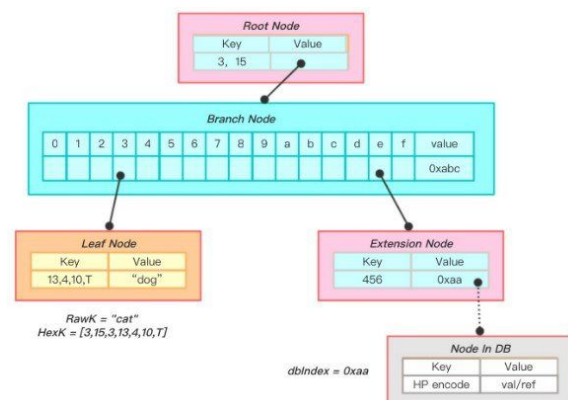 Root Node
Key Value
3, 15
Branch Node
0 1 2 3 4 5 6 7 8 9 a b c d e f value
0xabc
Leaf Node
Key Value
13,4,10,T "dog"
RawK = "cat"
HexK = [3,15,3,13,4,10,T]
Extension Node
Key Value
456 0xaa
dbIndex = 0xaa
Node In DB
Key Value
HP encode val/ref